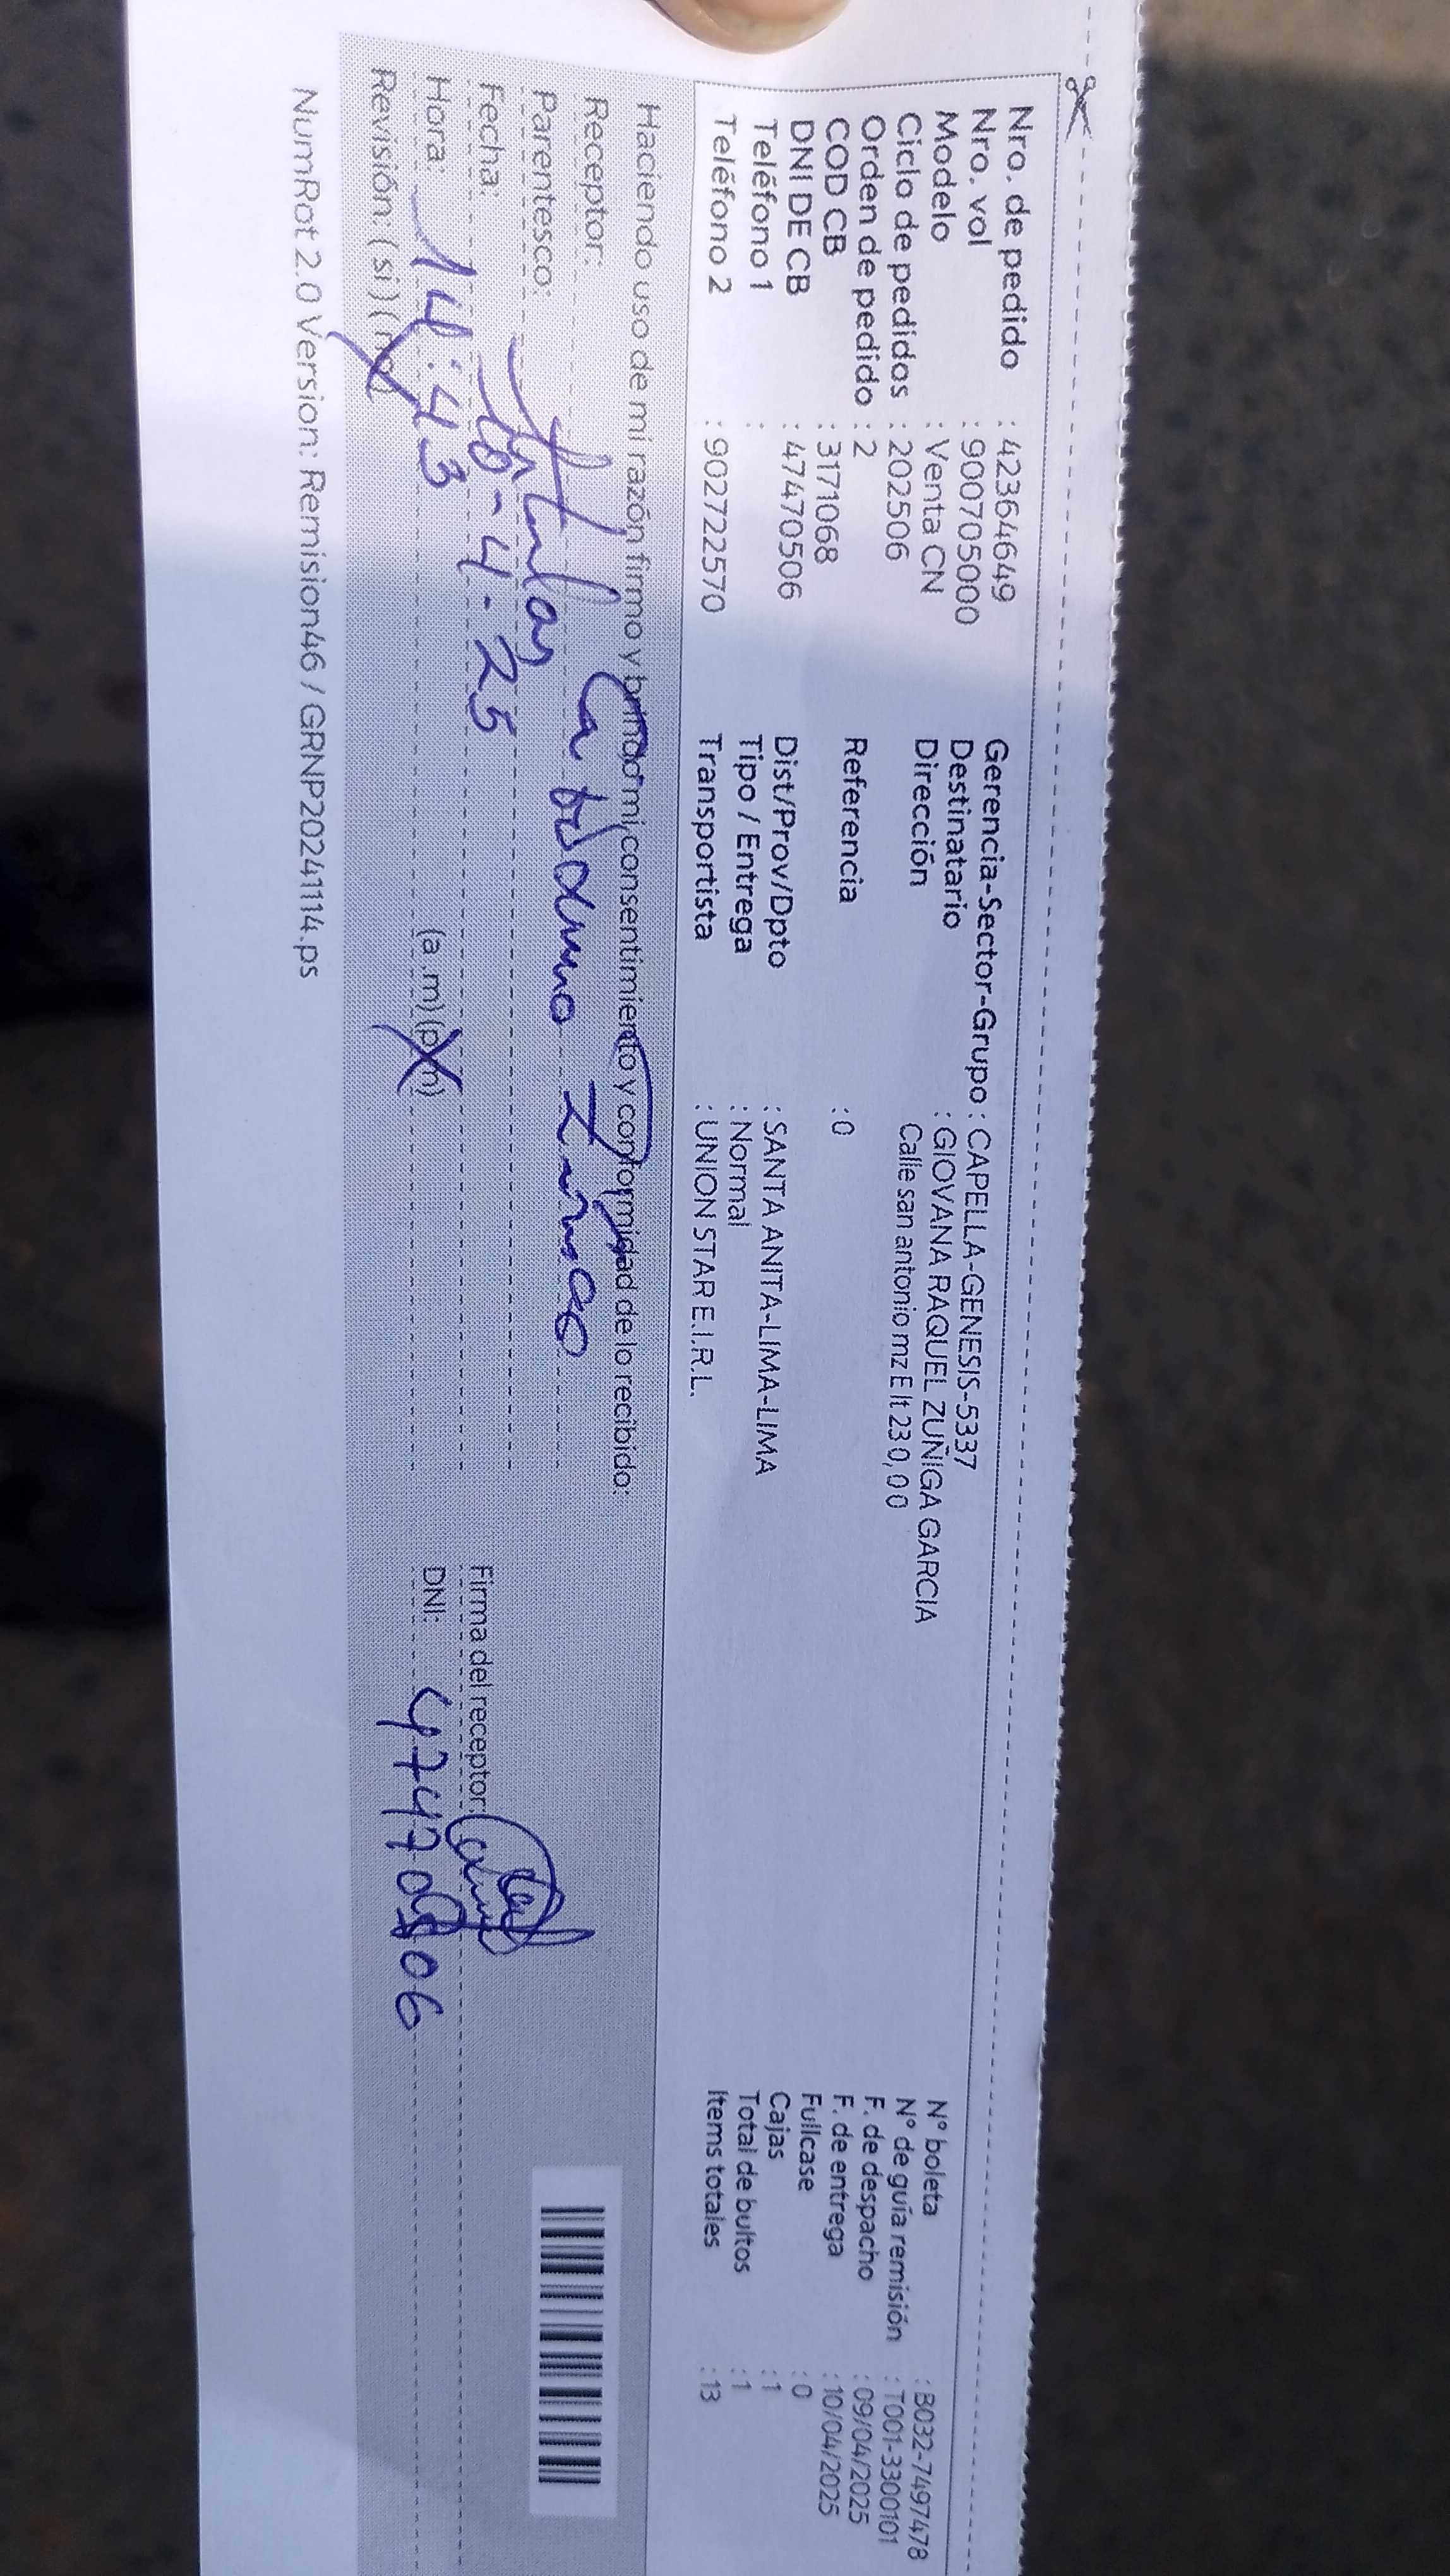 Nro. de pedido : 42364649
Nro. vol : 900705000
Modelo : Venta CN
Ciclo de pedidos : 202506
Orden de pedido : 2
COD CB : 3171068
DNI DE CB : 47470506
Teléfono 1 :
Teléfono 2 : 902722570
Gerencia-Sector-Grupo : CAPELLA-GENESIS-5337
Destinatario : GIOVANA RAQUEL ZUÑIGA GARCIA
Dirección Calle san antonio mz E lt 23 0,0 0
Referencia : 0
Dist/Prov/Dpto : SANTA ANITA-LIMA-LIMA
Tipo / Entrega : Normal
Transportista : UNION STAR E.I.R.L.
N° boleta : B032-7497478
N° de guía remisión : T001-3300101
F. de despacho : 09/04/2025
F. de entrega : 10/04/2025
Fullcase : 0
Cajas : 1
Total de bultos : 1
Items totales : 13
Haciendo uso de mi razón firmo y brindo mi consentimiento y conformidad de lo recibido:
Receptor:
Parentesco: Titular
Fecha: 10-4-25
Hora: 14:43 (a.m) (p.m)
Revisión: ( si ) ( no )
Firma del receptor:
DNI: 47470506
NumRot 2.0 Version: Remision46 / GRNP20241114.ps